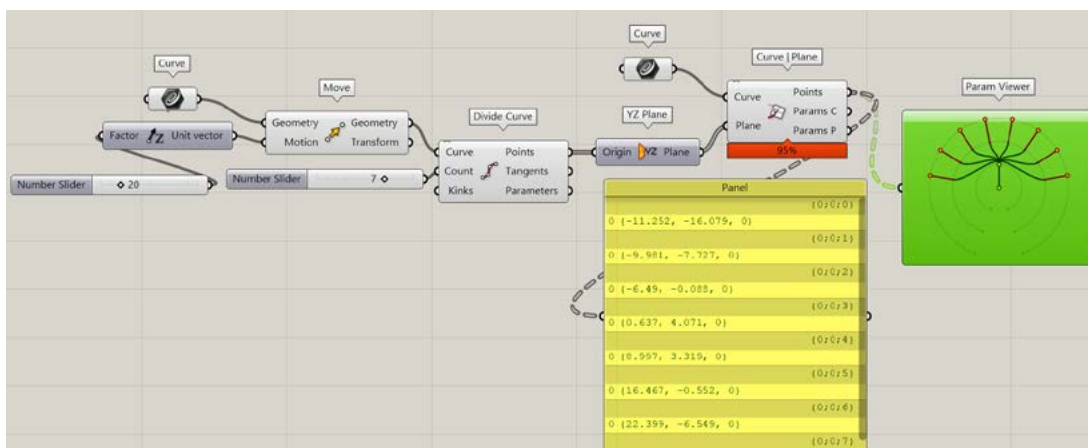 Curve
Move
Geometry Geometry
Motion Transform
Factor Unit vector
Number Slider 20
Number Slider 7
Divide Curve
Curve Points
Count Tangents
Kinks Parameters
Curve
YZ Plane
Origin YZ Plane
Curve | Plane
Curve Points
Params C
Plane
Params P
95%
Panel
{0;0;0}
0 {-11.252, -16.079, 0}
{0;0;1}
0 {-9.981, -7.727, 0}
{0;0;2}
0 {-6.49, -0.088, 0}
{0;0;3}
0 {0.637, 4.071, 0}
{0;0;4}
0 {8.997, 3.319, 0}
{0;0;5}
0 {16.467, -0.552, 0}
{0;0;6}
0 {22.399, -6.549, 0}
{0;0;7}
Param Viewer